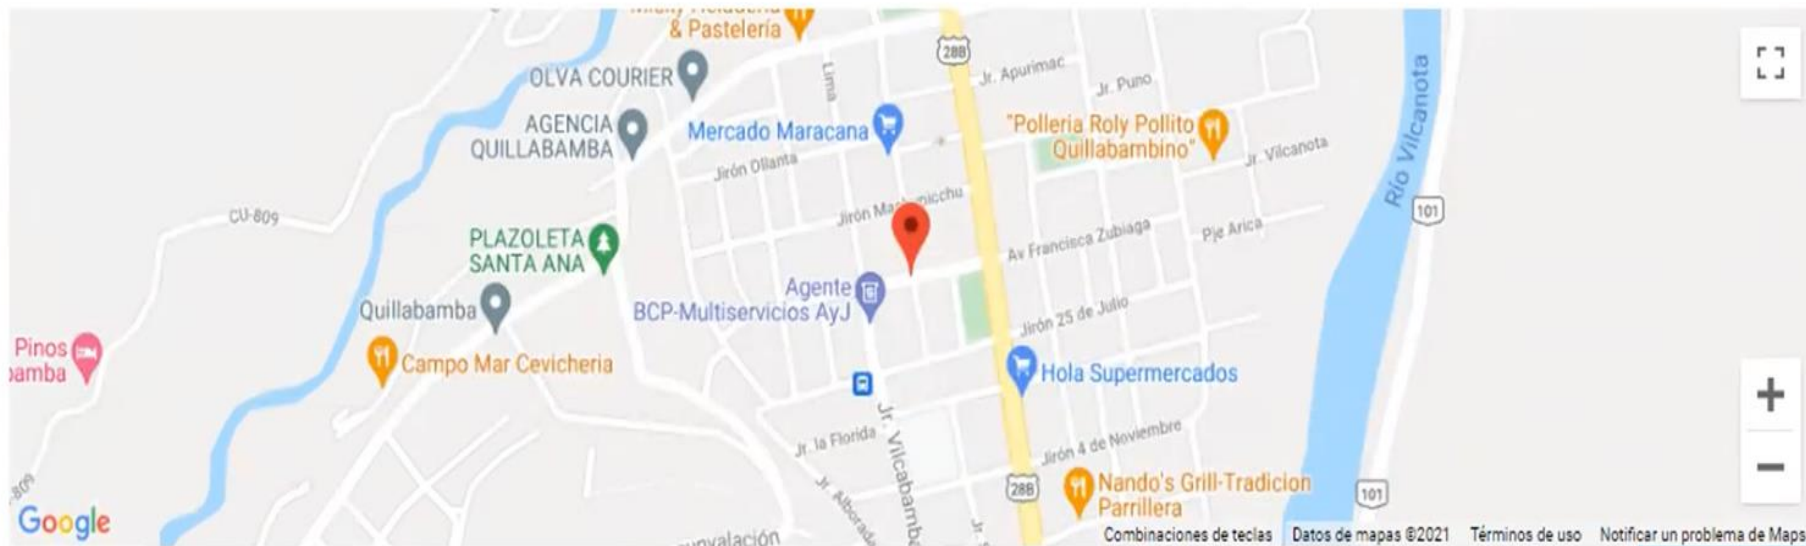 & Pastelería
28B
Jr. Apurimac
Jr. Puno
OLVA COURIER
Lima
AGENCIA
QUILLABAMBA
Mercado Maracana
"Polleria Roly Pollito
Quillabambino"
Jirón Ollanta
Jr. Vilcanota
Río Vilcanota
CU-809
Jirón
101
PLAZOLETA
SANTA ANA
Av Francisca Zubiaga
Pje Arica
Agente
BCP-Multiservicios AyJ
Quillabamba
Jirón 25 de Julio
Pinos
Campo Mar Cevicheria
Hola Supermercados
Jr. la Florida
Jr. Vilcabamba
Jirón 4 de Noviembre
Jr. Alborada
28B
Nando's Grill-Tradicion
Parrillera
101
-809
Google
Combinaciones de teclas
Datos de mapas ©2021
Términos de uso
Notificar un problema de Maps